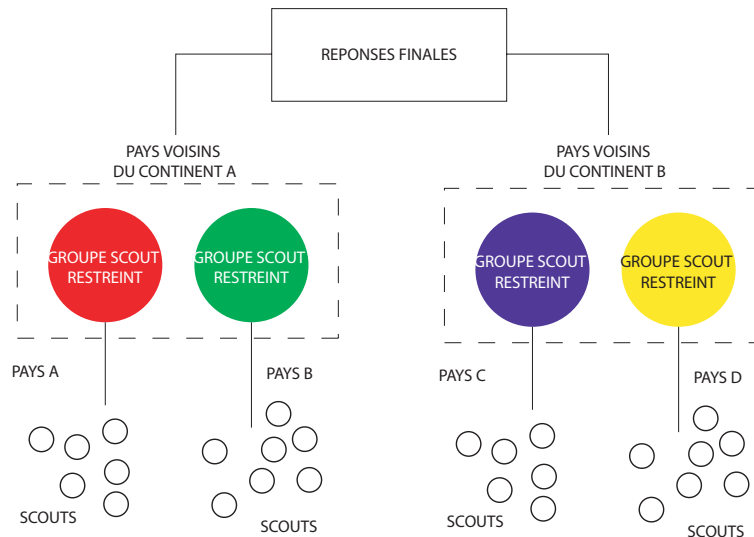 REPONSES FINALES
PAYS VOISINS
DU CONTINENT A
PAYS VOISINS
DU CONTINENT B
GROUPE SCOUT
RESTREINT
GROUPE SCOUT
RESTREINT
GROUPE SCOUT
RESTREINT
GROUPE SCOUT
RESTREINT
PAYS A
PAYS B
PAYS C
PAYS D
SCOUTS
SCOUTS
SCOUTS
SCOUTS